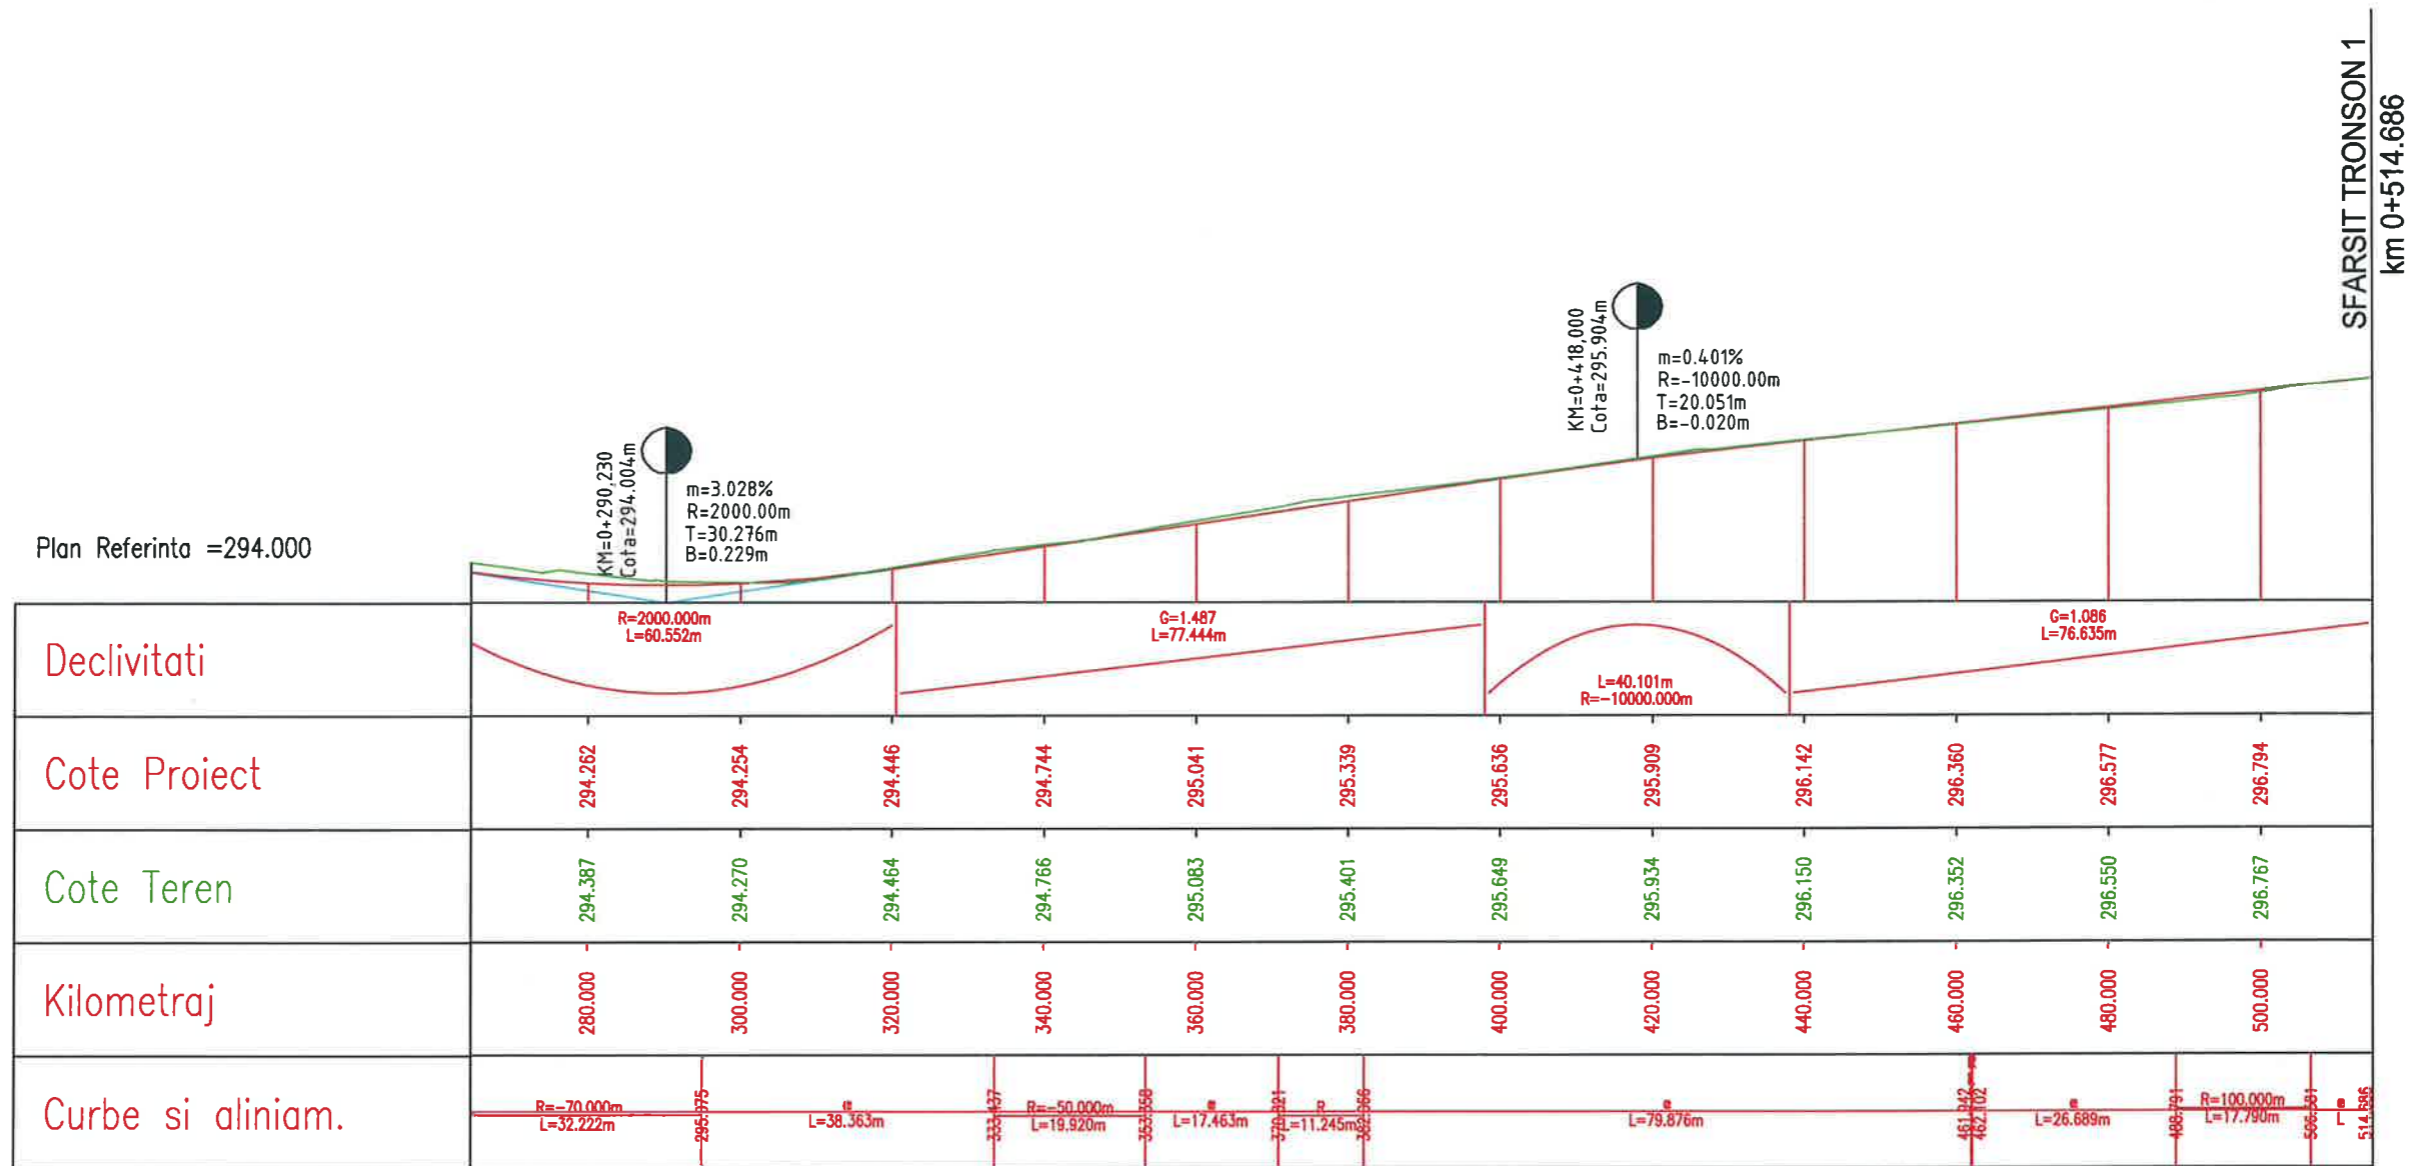 SFARSIT TRONSON 1
km 0+514.686
KM=0+418,000
Cota=295.904m
m=0.401%
R=-10000.00m
T=20.051m
B=-0.020m
KM=0+290,230
Cota=294.004m
m=3.028%
R=2000.00m
T=30.276m
B=0.229m
Plan Referinta =294.000
Declivitati
R=2000.000m
L=60.552m
G=1.487
L=77.444m
L=40.101m
R=-10000.000m
G=1.086
L=76.635m
Cote Proiect
294.262 294.254 294.446 294.744 295.041 295.339 295.636 295.909 296.142 296.360 296.577 296.794
Cote Teren
294.387 294.270 294.464 294.766 295.083 295.401 295.649 295.934 296.150 296.352 296.550 296.767
Kilometraj
280.000 300.000 320.000 340.000 360.000 380.000 400.000 420.000 440.000 460.000 480.000 500.000
Curbe si aliniam.
R=-70.000m
L=32.222m
L=38.363m
R=-50.000m
L=19.920m
L=17.463m
L=11.245m
L=79.876m
462.102
L=26.689m
488.791
R=100.000m
L=17.790m
514.686